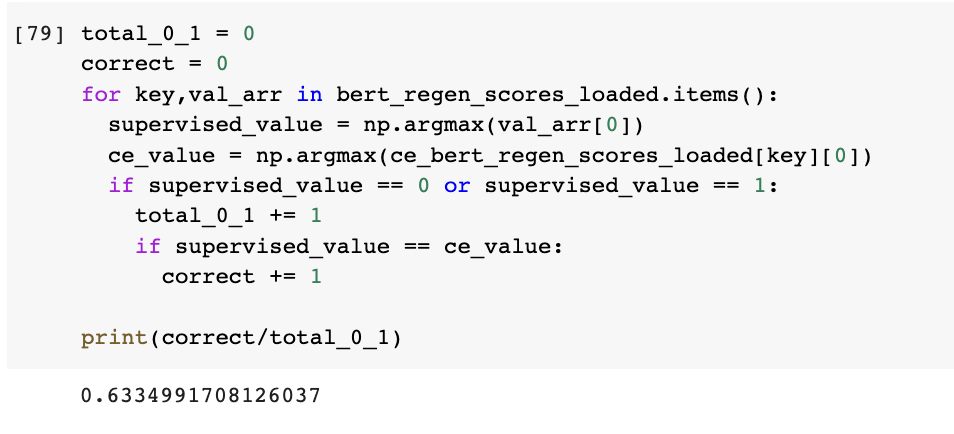 [79] total_0_1 = 0
correct = 0
for key,val_arr in bert_regen_scores_loaded.items():
  supervised_value = np.argmax(val_arr[0])
  ce_value = np.argmax(ce_bert_regen_scores_loaded[key][0])
  if supervised_value == 0 or supervised_value == 1:
    total_0_1 += 1
    if supervised_value == ce_value:
      correct += 1
print(correct/total_0_1)
0.6334991708126037